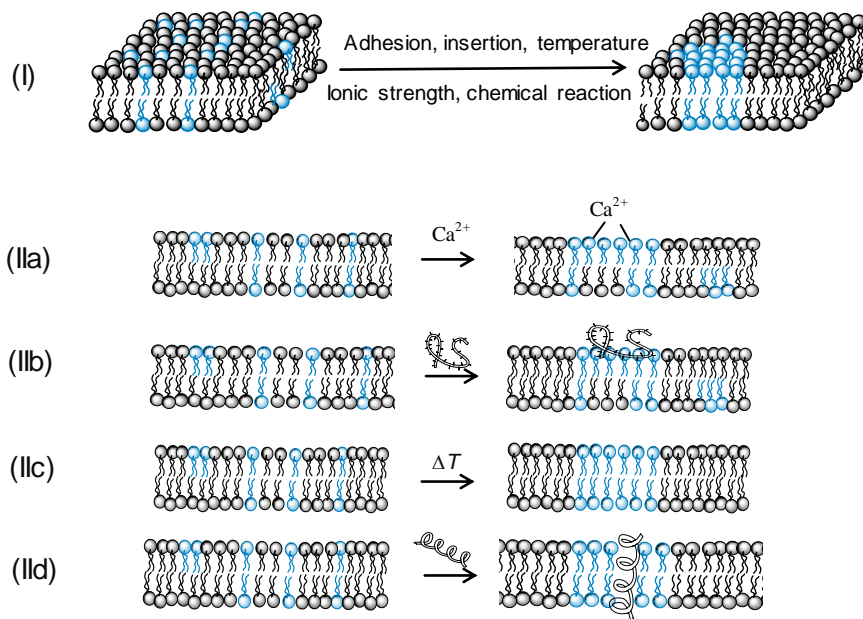 (I)
Adhesion, insertion, temperature
Ionic strength, chemical reaction
(IIa)
Ca²⁺
Ca²⁺
(IIb)
(IIc)
ΔT
(IId)